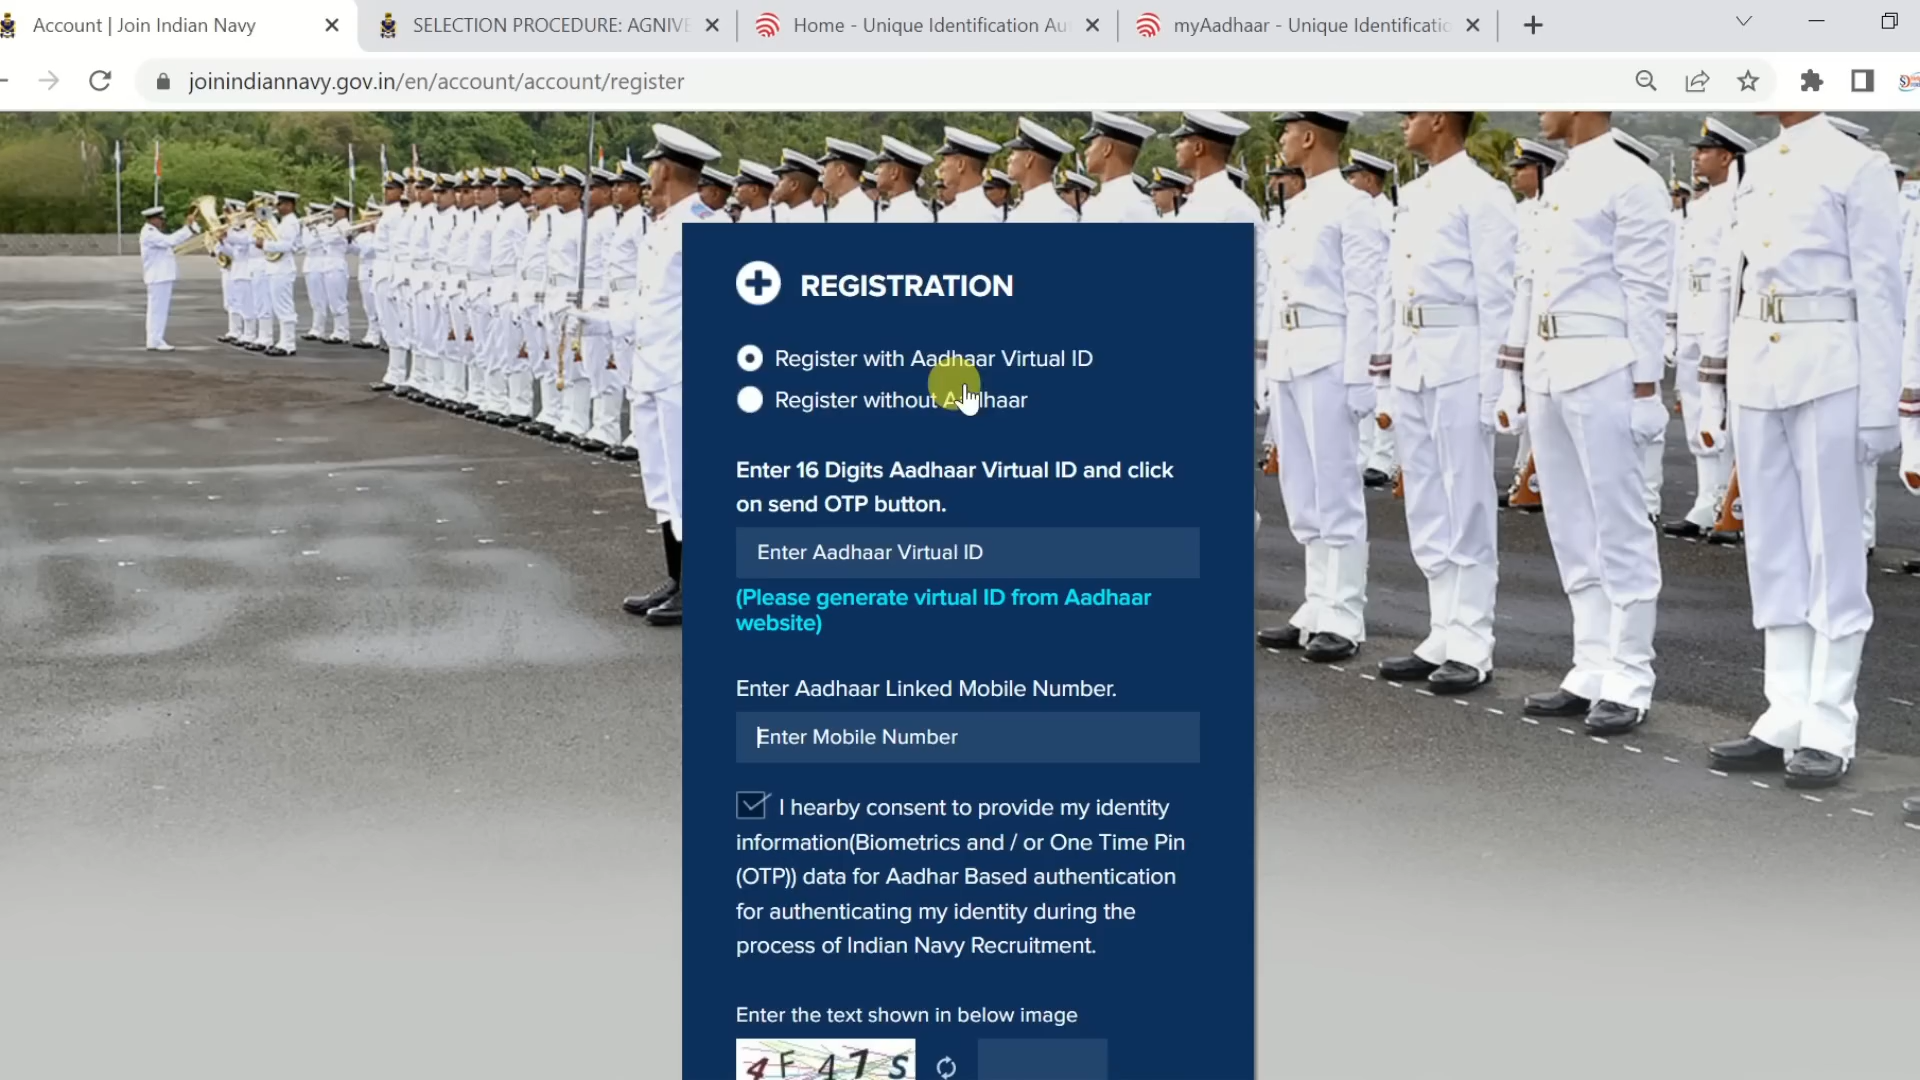 Account | Join Indian Navy
SELECTION PROCEDURE: AGNIVE
Home - Unique Identification Au
myAadhaar - Unique Identificatio
joinindiannavy.gov.in/en/account/account/register
REGISTRATION
Register with Aadhaar Virtual ID
Register without Aadhaar
Enter 16 Digits Aadhaar Virtual ID and click
on send OTP button.
Enter Aadhaar Virtual ID
(Please generate virtual ID from Aadhaar
website)
Enter Aadhaar Linked Mobile Number.
Enter Mobile Number
I hearby consent to provide my identity
information(Biometrics and / or One Time Pin
(OTP)) data for Aadhar Based authentication
for authenticating my identity during the
process of Indian Navy Recruitment.
Enter the text shown in below image
4F47S